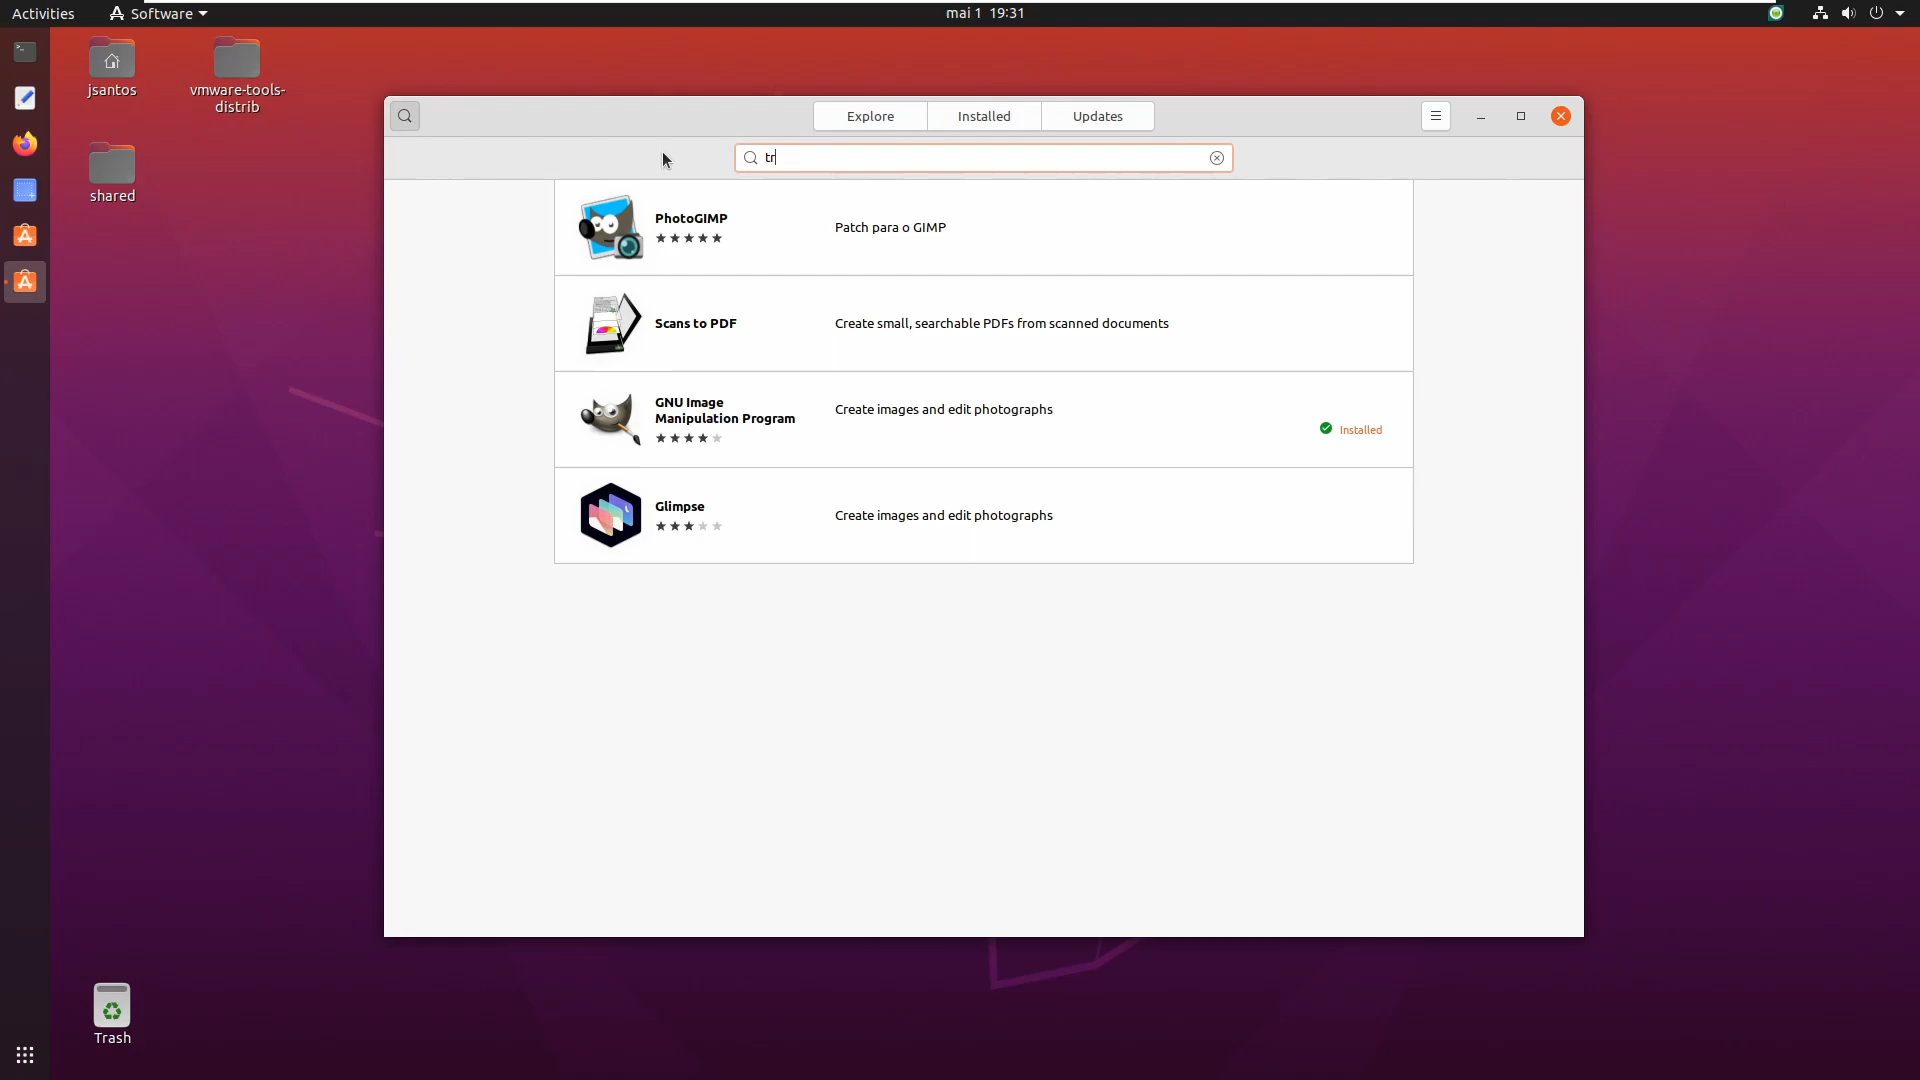 Activities
Software
mai 1 19:31
jsantos
vmware-tools-
distrib
shared
Trash
Explore
Installed
Updates
tr
PhotoGIMP
Patch para o GIMP
Scans to PDF
Create small, searchable PDFs from scanned documents
GNU Image
Manipulation Program
Create images and edit photographs
Installed
Glimpse
Create images and edit photographs